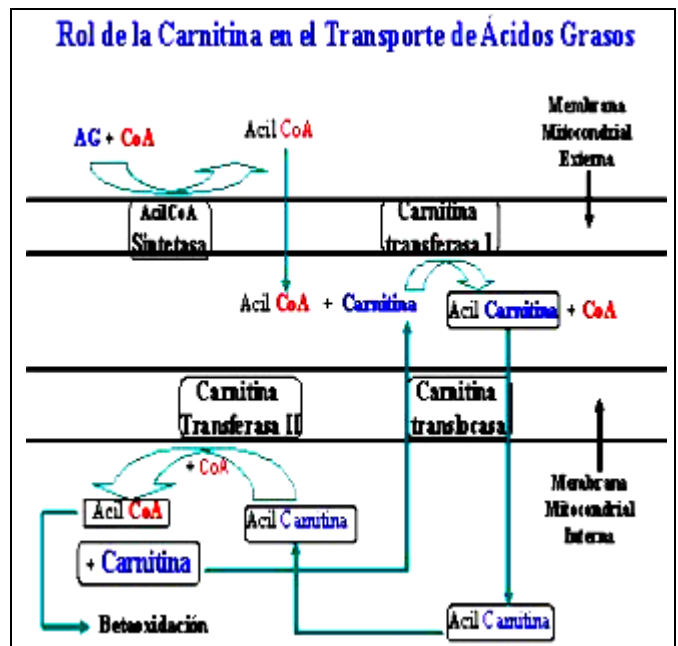 Rol de la Carnitina en el Transporte de Ácidos Grasos
AG + CoA
Acil CoA
Membrana
Mitocondrial
Externa
Acil CoA
Sintetasa
Carnitina
transferasa I
Acil CoA + Carnitina
Acil Carnitina + CoA
Carnitina
Transferasa II
Carnitina
translocasa
+ CoA
Acil CoA
Acil Carnitina
Membrana
Mitocondrial
Interna
+ Carnitina
Betaoxidación
Acil Carnitina